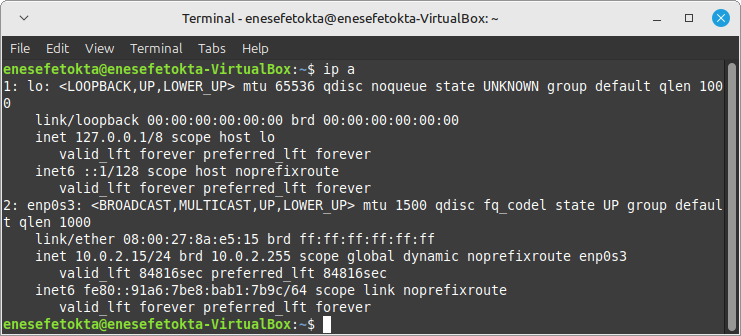 Terminal - enesefetokta@enesefetokta-VirtualBox: ~
File Edit View Terminal Tabs Help
enesefetokta@enesefetokta-VirtualBox:~$ ip a
1: lo: <LOOPBACK,UP,LOWER_UP> mtu 65536 qdisc noqueue state UNKNOWN group default qlen 100
0
    link/loopback 00:00:00:00:00:00 brd 00:00:00:00:00:00
    inet 127.0.0.1/8 scope host lo
       valid_lft forever preferred_lft forever
    inet6 ::1/128 scope host noprefixroute
       valid_lft forever preferred_lft forever
2: enp0s3: <BROADCAST,MULTICAST,UP,LOWER_UP> mtu 1500 qdisc fq_codel state UP group defaul
t qlen 1000
    link/ether 08:00:27:8a:e5:15 brd ff:ff:ff:ff:ff:ff
    inet 10.0.2.15/24 brd 10.0.2.255 scope global dynamic noprefixroute enp0s3
       valid_lft 84816sec preferred_lft 84816sec
    inet6 fe80::91a6:7be8:bab1:7b9c/64 scope link noprefixroute
       valid_lft forever preferred_lft forever
enesefetokta@enesefetokta-VirtualBox:~$